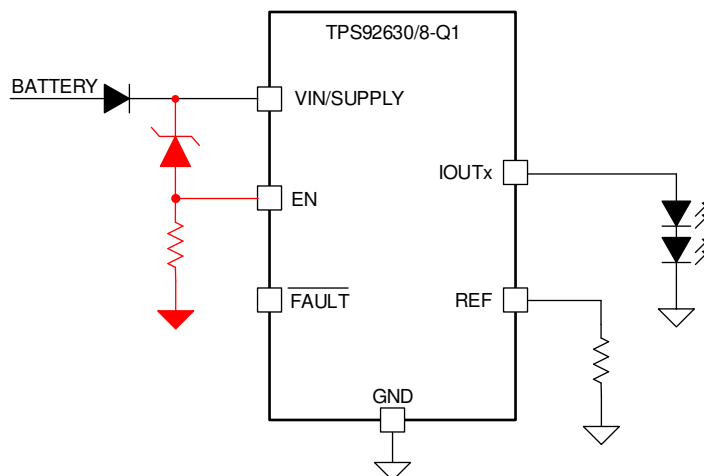 TPS92630/8-Q1
BATTERY
VIN/SUPPLY
IOUTx
EN
FAULT
REF
GND